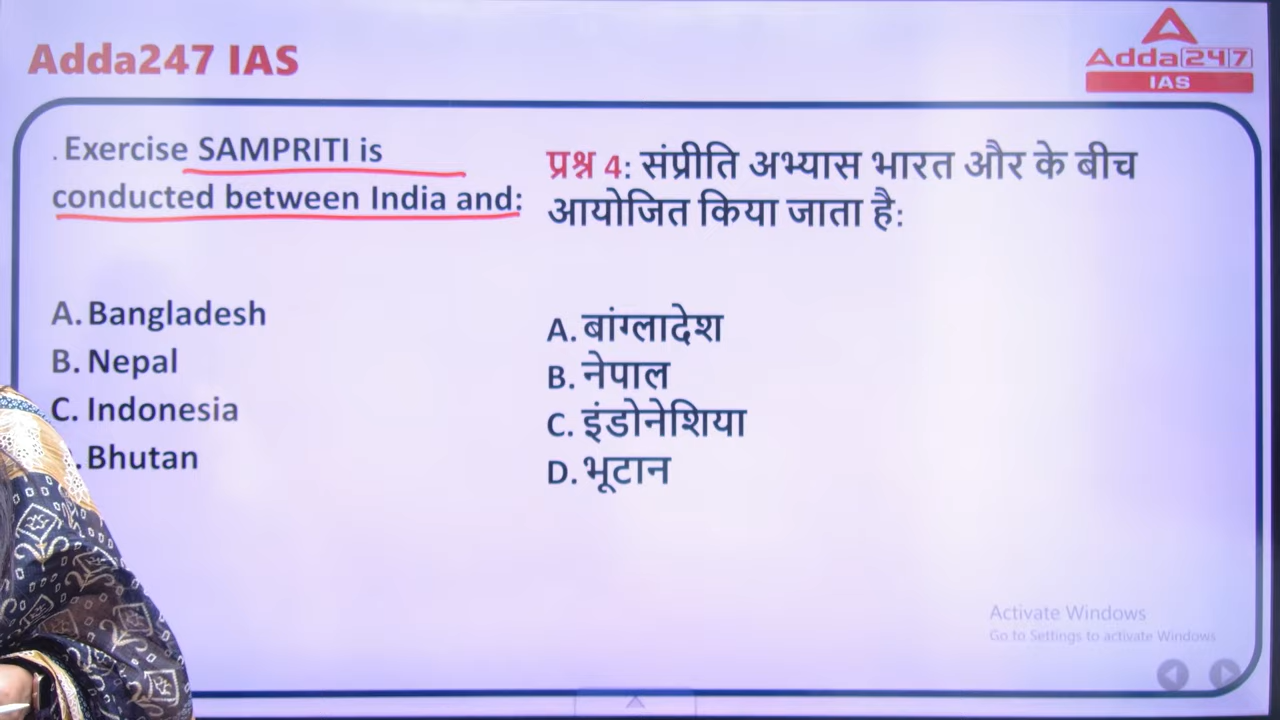 Adda247 IAS
Adda247
IAS
. Exercise SAMPRITI is
conducted between India and:
A. Bangladesh
B. Nepal
C. Indonesia
. Bhutan
प्रश्न 4: संप्रीति अभ्यास भारत और के बीच
आयोजित किया जाता है:
A. बांग्लादेश
B. नेपाल
C. इंडोनेशिया
D. भूटान
Activate Windows
Go to Settings to activate Windows